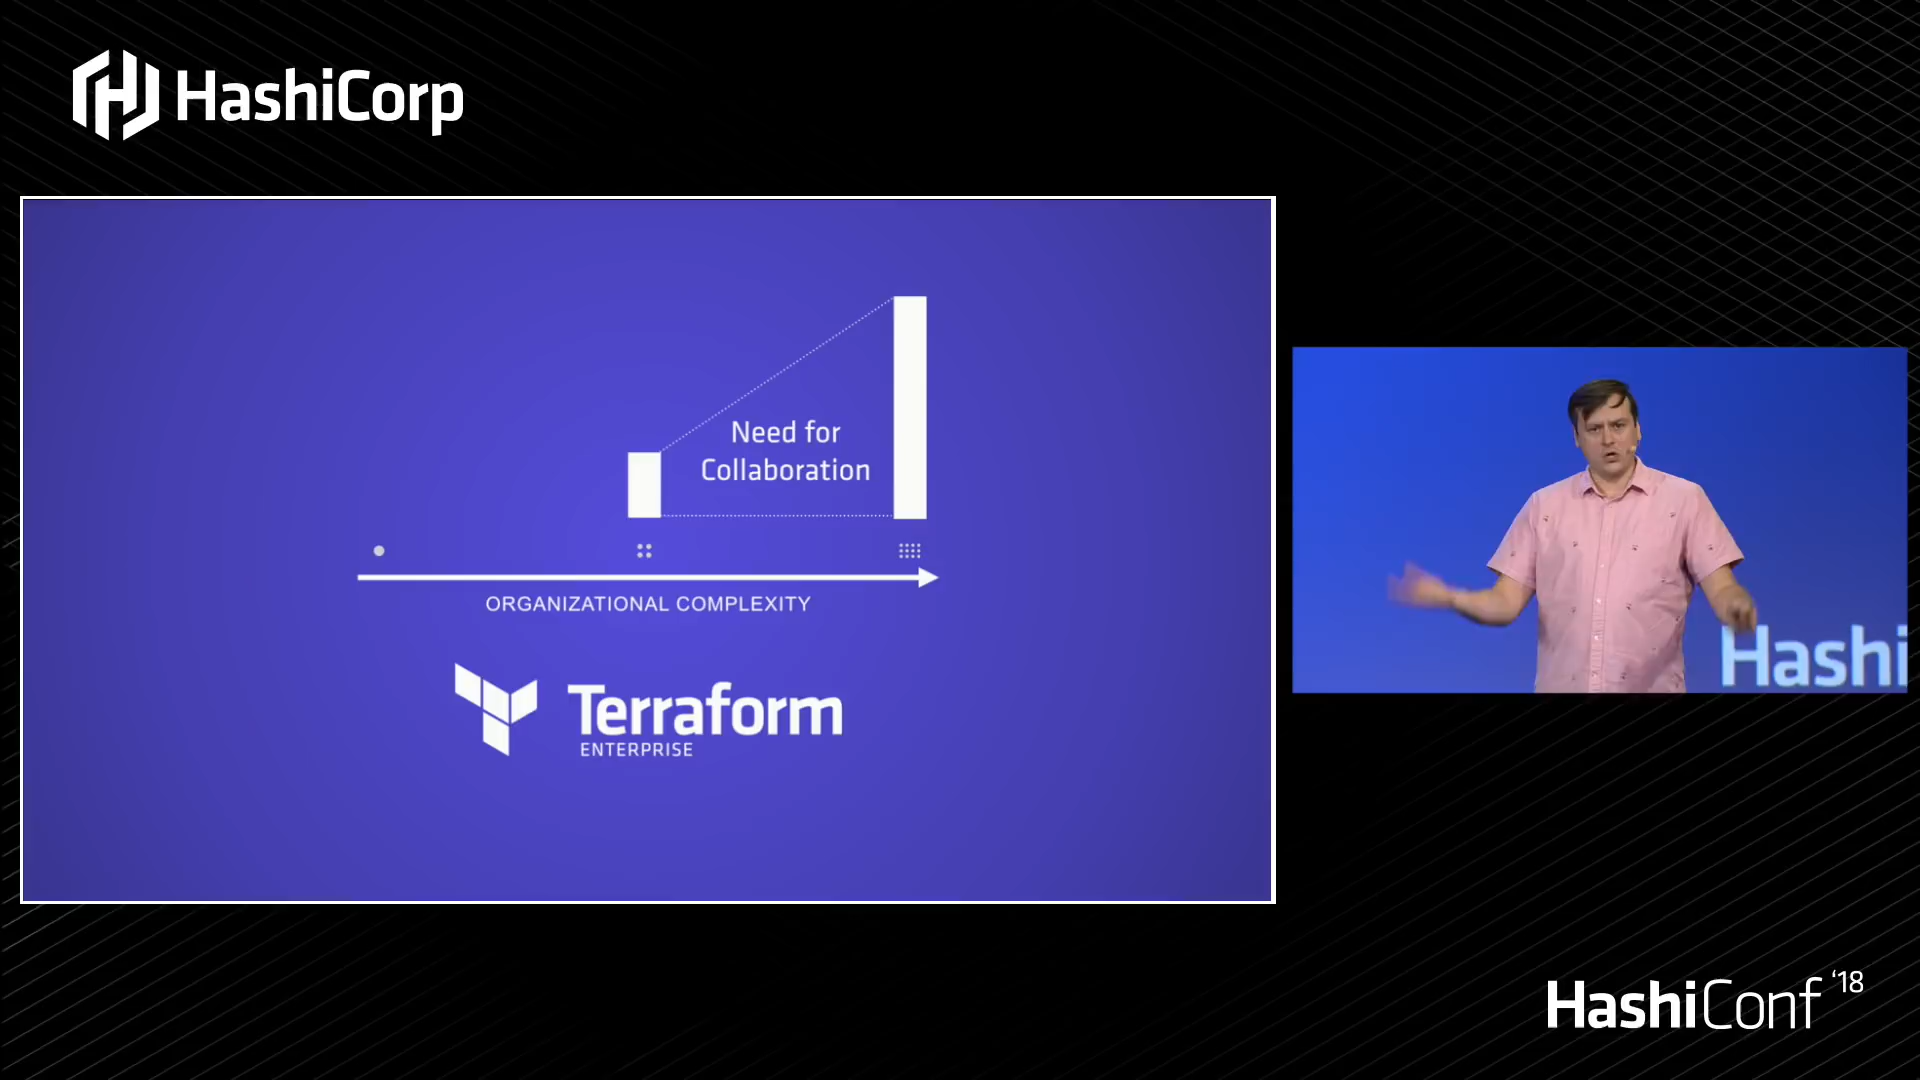 HashiCorp
Need for
Collaboration
ORGANIZATIONAL COMPLEXITY
Terraform
ENTERPRISE
Hashi
HashiConf '18